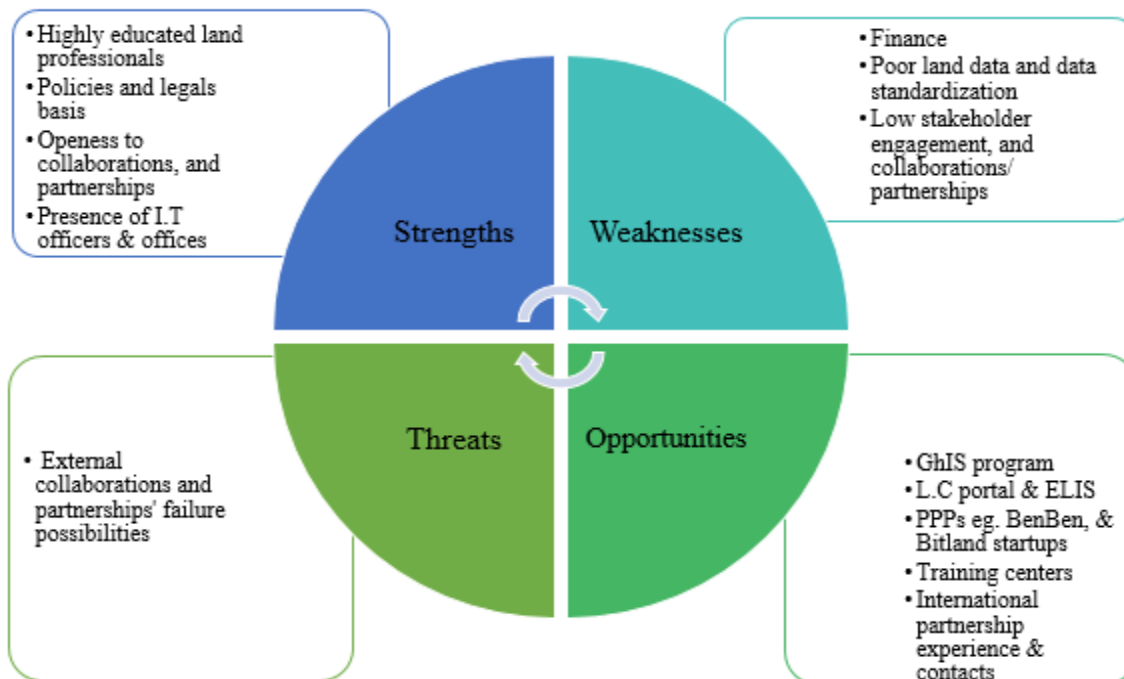 • Highly educated land
professionals
• Policies and legals
basis
• Openess to
collaborations, and
partnerships
• Presence of I.T
officers & offices
• Finance
• Poor land data and data
standardization
• Low stakeholder
engagement, and
collaborations/
partnerships
Strengths
Weaknesses
Threats
Opportunities
• External
collaborations and
partnerships' failure
possibilities
• GhIS program
• L.C portal & ELIS
• PPPs eg. BenBen, &
Bitland startups
• Training centers
• International
partnership
experience &
contacts